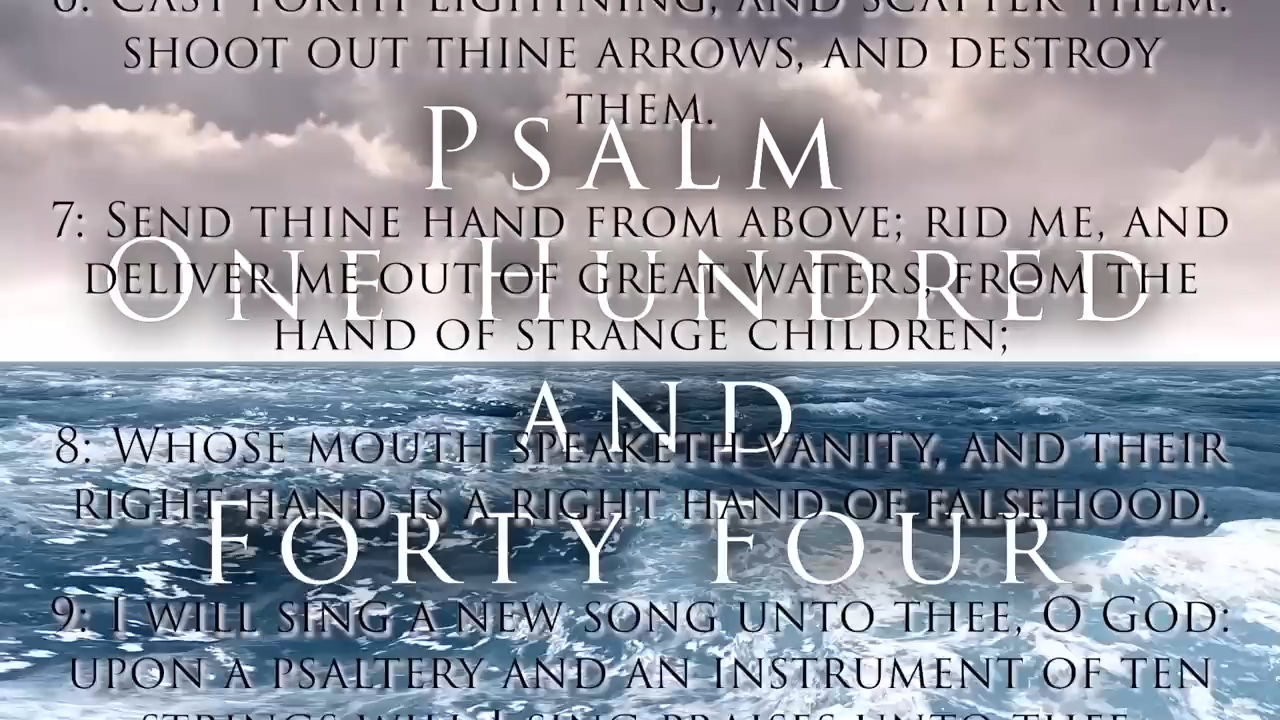 6: Cast forth lightning, and scatter them:
shoot out thine arrows, and destroy
them.
Psalm
7: Send thine hand from above; rid me, and
One Hundred
deliver me out of great waters, from the
hand of strange children;
and
8: Whose mouth speaketh vanity, and their
right hand is a right hand of falsehood.
Forty Four
9: I will sing a new song unto thee, O God:
upon a psaltery and an instrument of ten
strings will I sing praises unto thee.